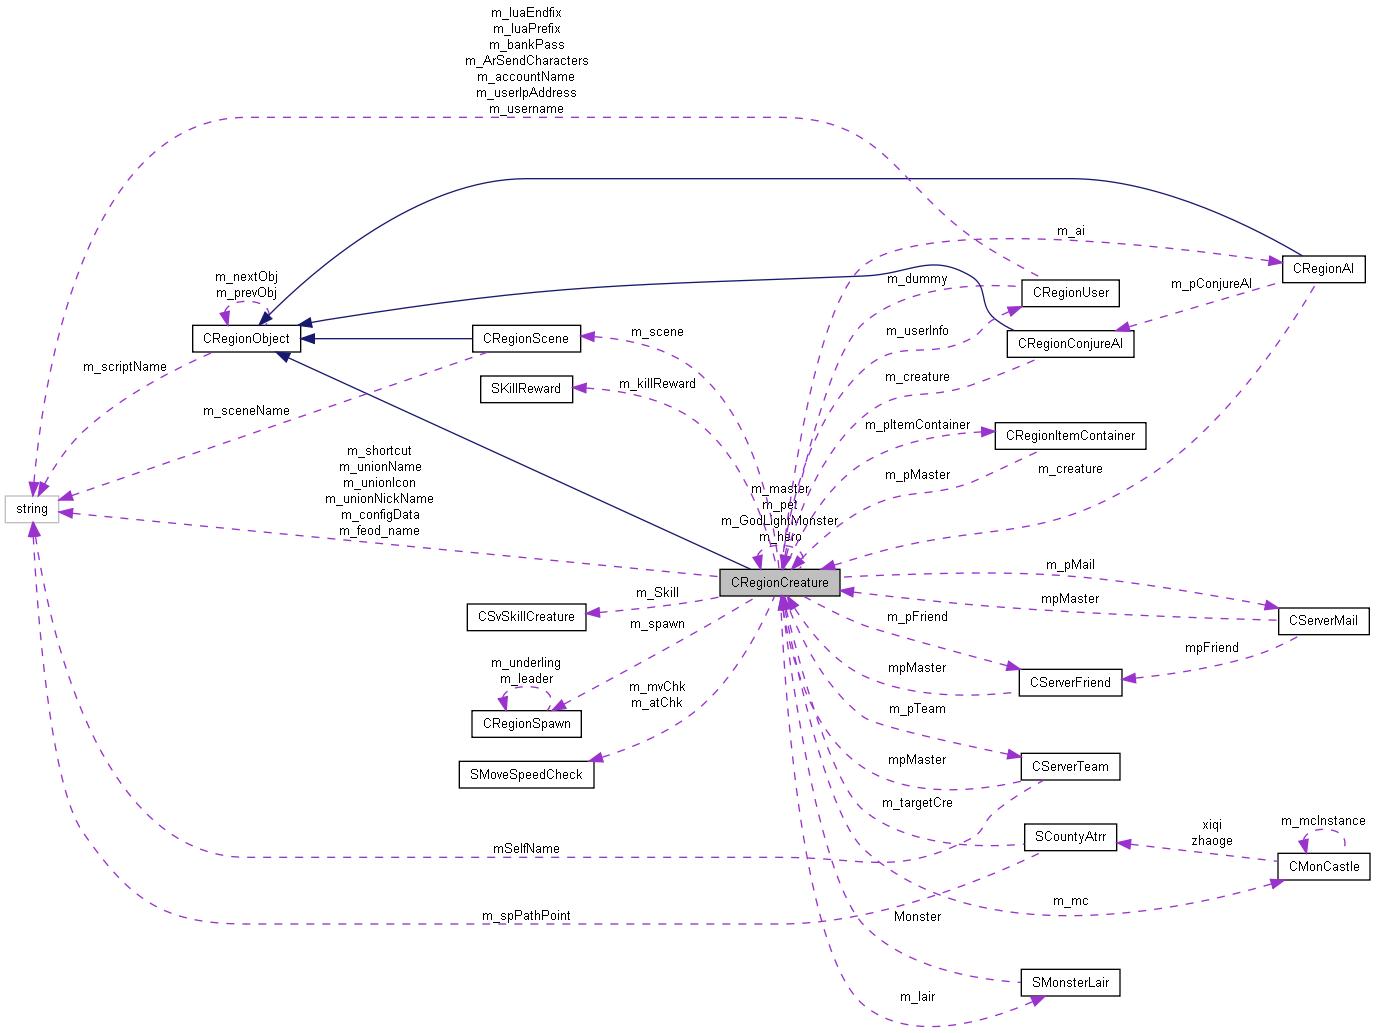 m_luaEndfix
m_luaPrefix
m_bankPass
m_ArSendCharacters
m_accountName
m_userIpAddress
m_username
m_ai
CRegionAI
m_nextObj
m_prevObj
m_dummy
CRegionUser
m_pConjureAI
CRegionObject
CRegionScene
m_scene
m_userInfo
CRegionConjureAI
m_scriptName
SKillReward
m_killReward
m_creature
m_sceneName
m_pItemContainer
CRegionItemContainer
m_shortcut
m_unionName
m_unionIcon
m_unionNickName
m_configData
m_feod_name
m_pMaster
m_creature
string
m_master
m_pet
m_GodLightMonster
m_hero
CRegionCreature
m_pMail
mpMaster
CServerMail
m_Skill
CSvSkillCreature
m_spawn
m_pFriend
mpFriend
m_underling
m_leader
mpMaster
CServerFriend
m_mvChk
m_atChk
m_pTeam
CRegionSpawn
mpMaster
CServerTeam
SMoveSpeedCheck
m_targetCre
SCountyAtrr
xiqi
zhaoge
m_mcInstance
mSelfName
CMonCastle
m_mc
m_spPathPoint
Monster
SMonsterLair
m_lair